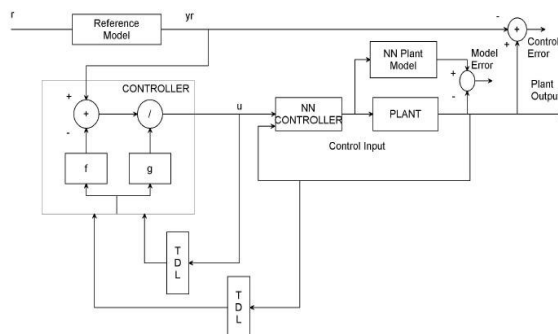 r
Reference
Model
yr
-
+
+
Control
Error
NN Plant
Model
Model
Error
+
-
Plant
Output
CONTROLLER
+
+
-
/
u
NN
CONTROLLER
PLANT
Control Input
f
g
T
D
L
T
D
L